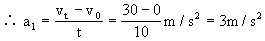 ∴ a₁ = (vₜ − v₀)/t = (30 − 0)/10 m / s² = 3m / s²